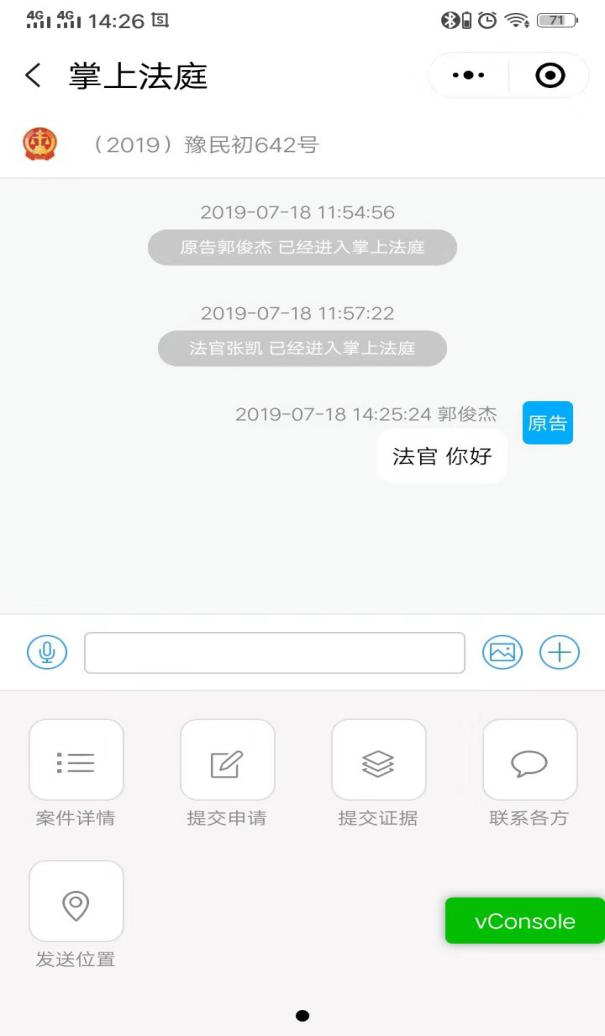 4G 4G 14:26 71
掌上法庭
（2019）豫民初642号
2019-07-18 11:54:56
原告郭俊杰 已经进入掌上法庭
2019-07-18 11:57:22
法官张凯 已经进入掌上法庭
2019-07-18 14:25:24 郭俊杰
原告
法官 你好
案件详情 提交申请 提交证据 联系各方
vConsole
发送位置